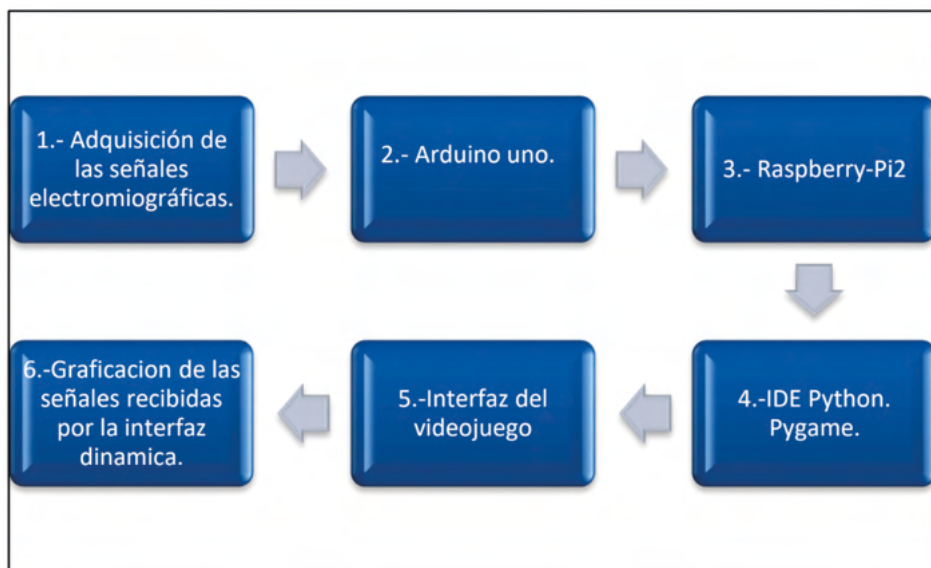 1.- Adquisición de
las señales
electromiográficas.
2.- Arduino uno.
3.- Raspberry-Pi2
4.-IDE Python.
Pygame.
5.-Interfaz del
videojuego
6.-Graficacion de las
señales recibidas
por la interfaz
dinamica.